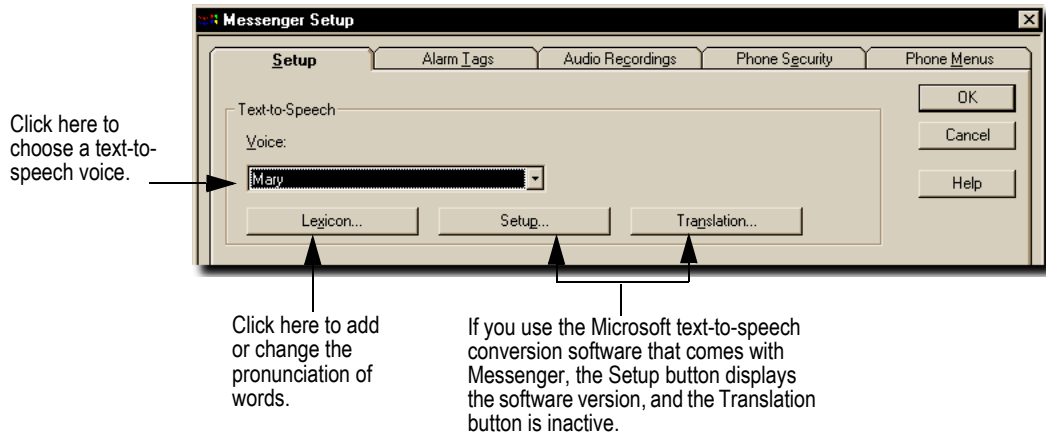 Messenger Setup
Setup
Alarm Tags
Audio Recordings
Phone Security
Phone Menus
OK
Cancel
Help
Text-to-Speech
Voice:
Mary
Lexicon...
Setup...
Translation...
Click here to
choose a text-to-
speech voice.
Click here to add
or change the
pronunciation of
words.
If you use the Microsoft text-to-speech
conversion software that comes with
Messenger, the Setup button displays
the software version, and the Translation
button is inactive.